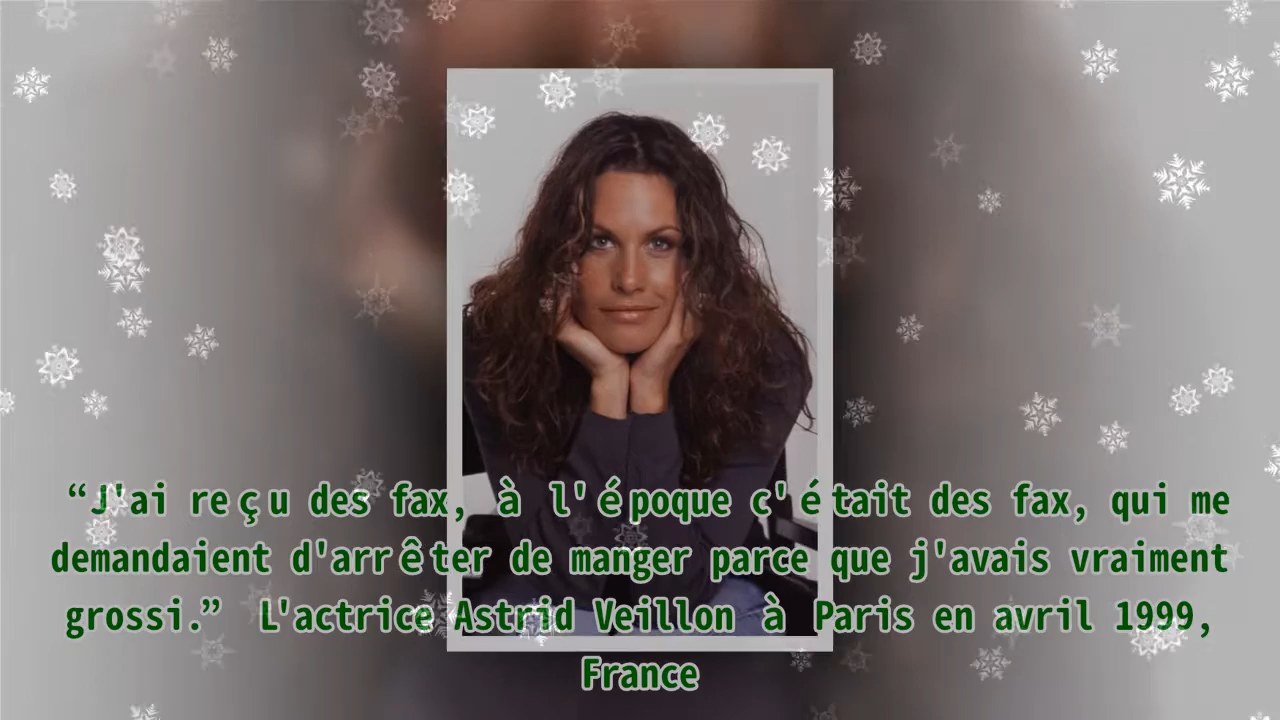 “J'ai reçu des fax, à l'époque c'était des fax, qui me
demandaient d'arrêter de manger parce que j'avais vraiment
grossi.” L'actrice Astrid Veillon à Paris en avril 1999,
France